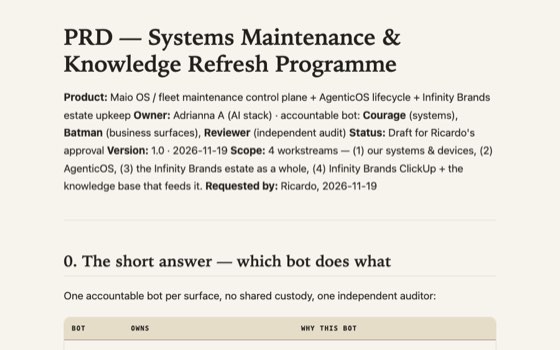 PRD — Systems Maintenance &
Knowledge Refresh Programme
Product: Maio OS / fleet maintenance control plane + AgenticOS lifecycle + Infinity Brands
estate upkeep Owner: Adrianna A (AI stack) · accountable bot: Courage (systems),
Batman (business surfaces), Reviewer (independent audit) Status: Draft for Ricardo's
approval Version: 1.0 · 2026-11-19 Scope: 4 workstreams — (1) our systems & devices, (2)
AgenticOS, (3) the Infinity Brands estate as a whole, (4) Infinity Brands ClickUp + the
knowledge base that feeds it. Requested by: Ricardo, 2026-11-19
0. The short answer — which bot does what
One accountable bot per surface, no shared custody, one independent auditor:
BOT OWNS WHY THIS BOT